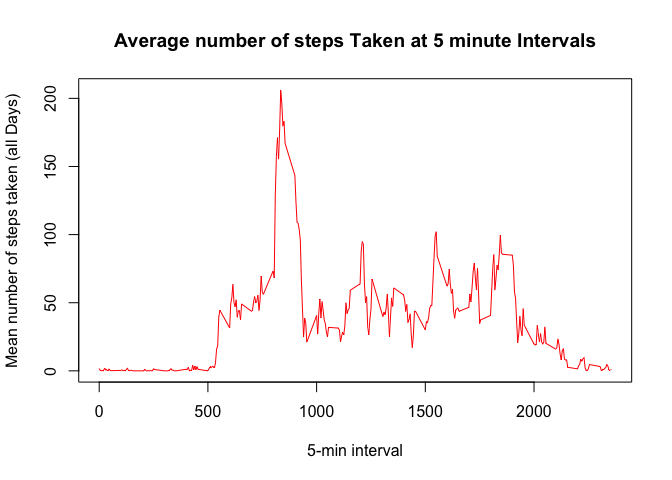 Average number of steps Taken at 5 minute Intervals
Mean number of steps taken (all Days)
200
150
100
50
0
0 500 1000 1500 2000
5-min interval